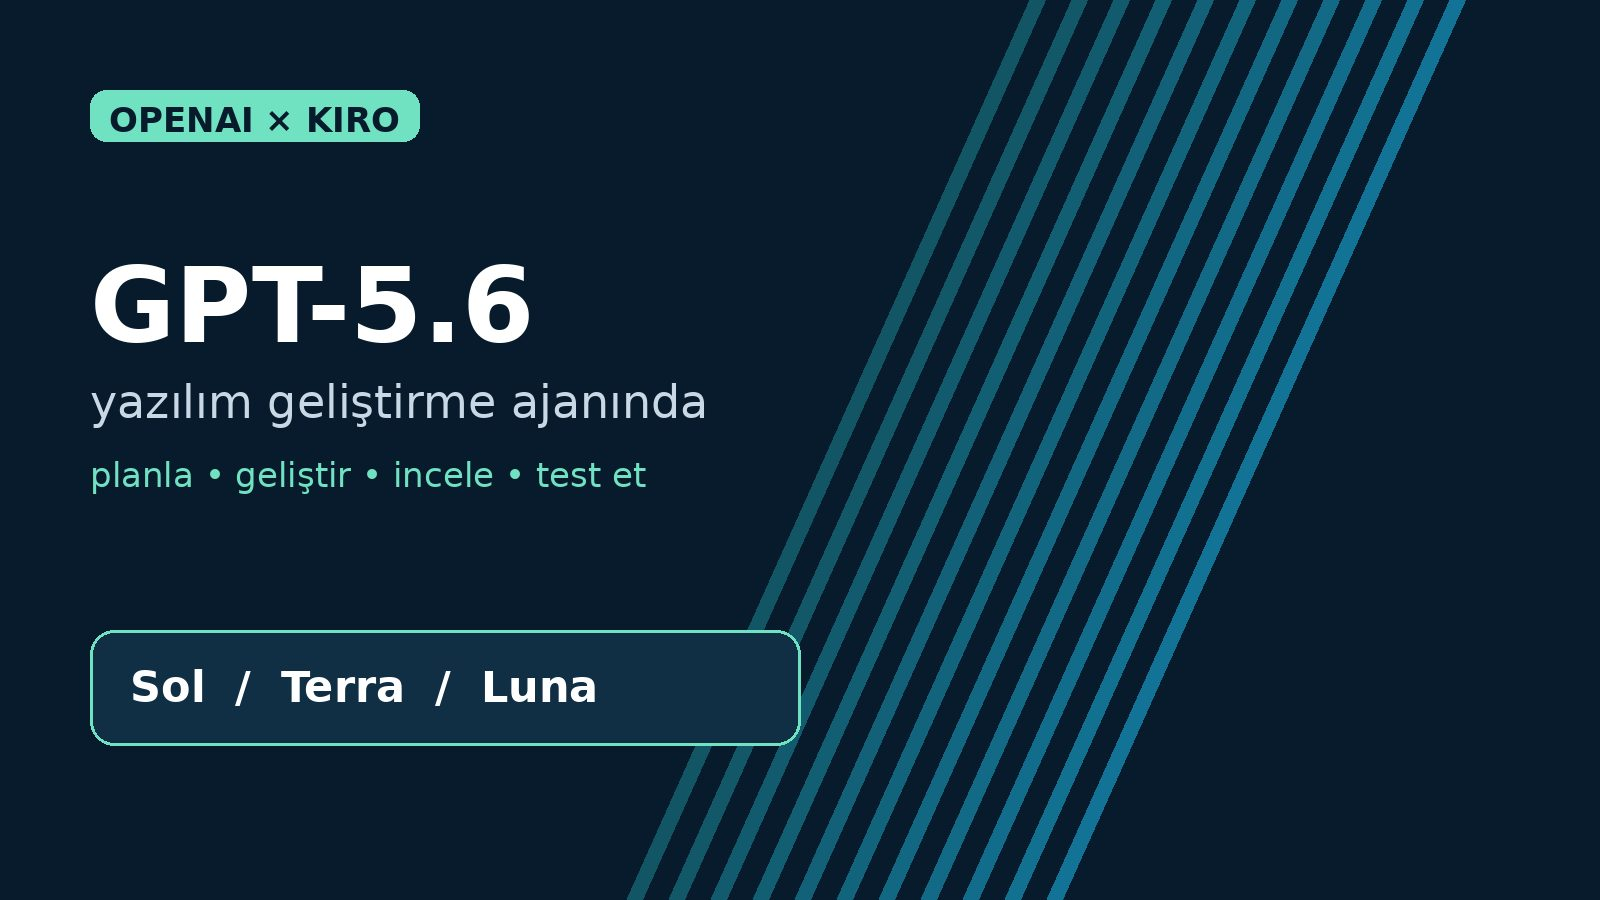 OPENAI × KIRO
GPT-5.6
yazılım geliştirme ajanında
planla • geliştir • incele • test et
Sol / Terra / Luna